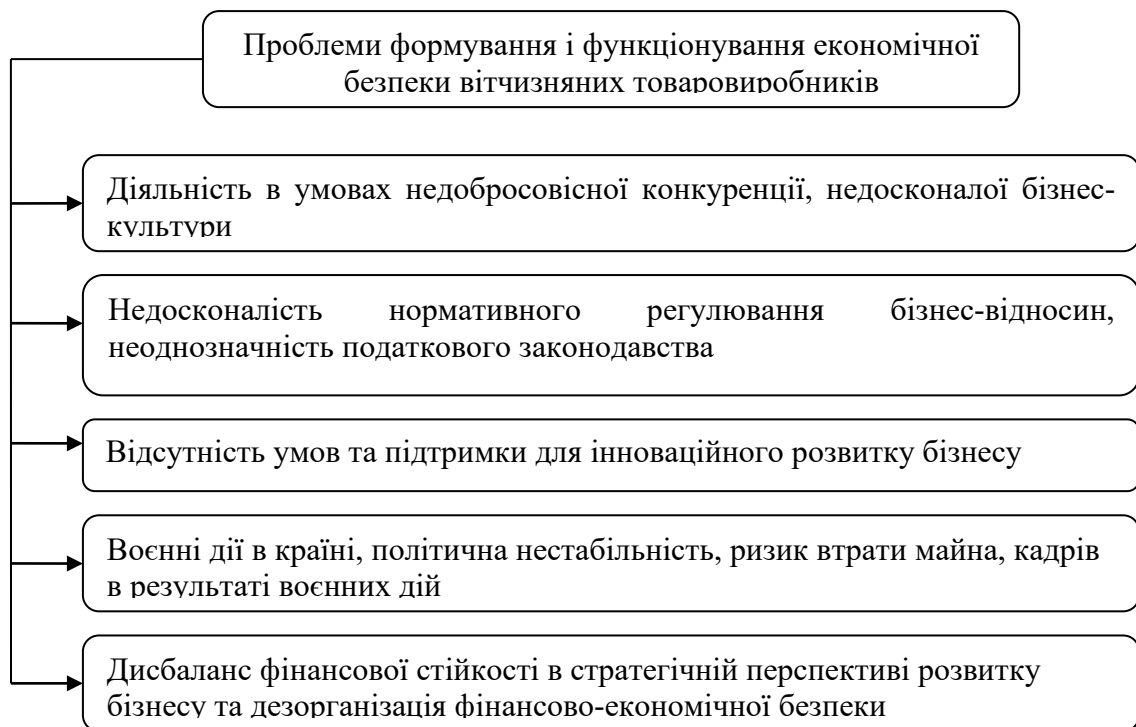 Проблеми формування і функціонування економічної
безпеки вітчизняних товаровиробників
Діяльність в умовах недобросовісної конкуренції, недосконалої бізнес-
культури
Недосконалість нормативного регулювання бізнес-відносин,
неоднозначність податкового законодавства
Відсутність умов та підтримки для інноваційного розвитку бізнесу
Воєнні дії в країні, політична нестабільність, ризик втрати майна, кадрів
в результаті воєнних дій
Дисбаланс фінансової стійкості в стратегічній перспективі розвитку
бізнесу та дезорганізація фінансово-економічної безпеки